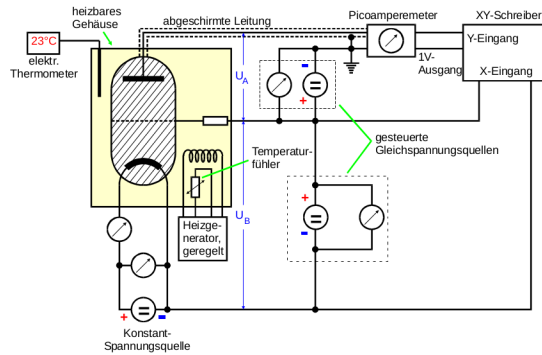 heizbares
Gehäuse
abgeschirmte Leitung
Picoamperemeter
XY-Schreiber
23°C
elektr.
Thermometer
Y-Eingang
1V-
Ausgang
X-Eingang
U_A
-
=
+
gesteuerte
Gleichspannungsquellen
Temperatur-
fühler
+
=
-
U_B
Heizge-
nerator,
geregelt
+
=
-
Konstant-
Spannungsquelle